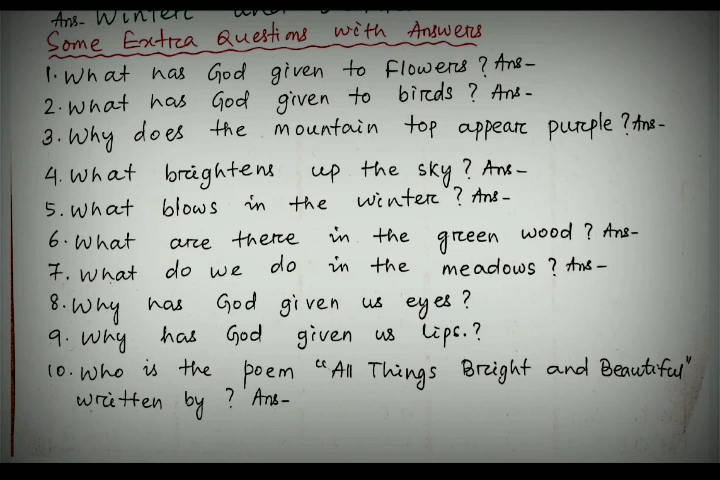 Ans- Winter and
Some Extra Questions with Answers
1. What has God given to Flowers ? Ans-
2. What has God given to birds ? Ans-
3. Why does the mountain top appear purple ? Ans-
4. What brightens up the sky ? Ans-
5. What blows in the winter ? Ans-
6. What are there in the green wood ? Ans-
7. What do we do in the meadows ? Ans-
8. Why has God given us eyes ?
9. Why has God given us lips. ?
10. Who is the poem "All Things Bright and Beautiful"
written by ? Ans-